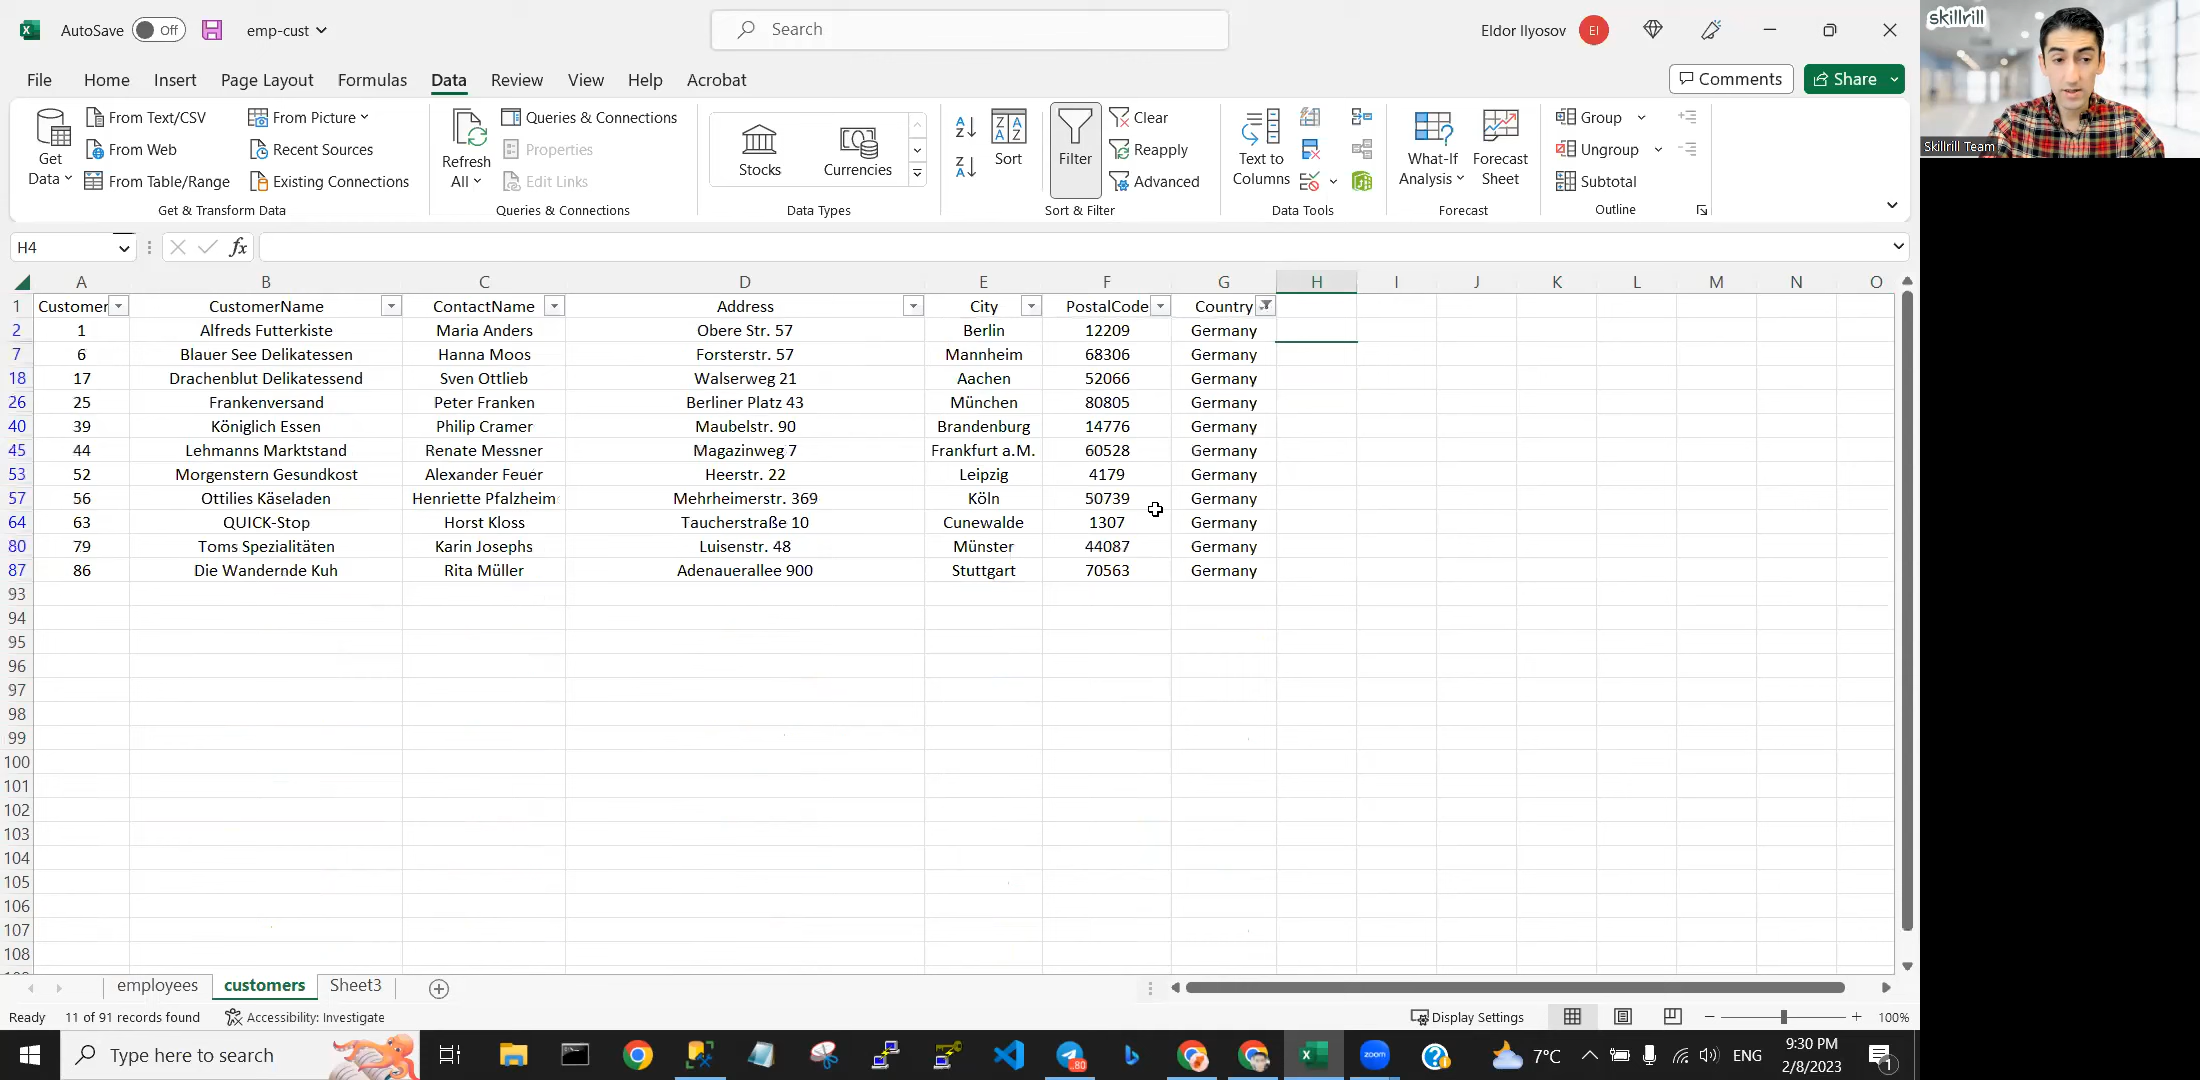 AutoSave Off emp-cust Search Eldor Ilyosov EI
File Home Insert Page Layout Formulas Data Review View Help Acrobat Comments Share
Get Data From Text/CSV From Picture
From Web Recent Sources
From Table/Range Existing Connections
Get & Transform Data
Refresh All Queries & Connections
Properties
Edit Links
Queries & Connections
Stocks Currencies
Data Types
Sort Filter Clear
Reapply
Advanced
Sort & Filter
Text to Columns
Data Tools
What-If Analysis Forecast Sheet
Forecast
Group
Ungroup
Subtotal
Outline
skillrill
Skillrill Team
H4 fx
A B C D E F G H I J K L M N O
1 Customer CustomerName ContactName Address City PostalCode Country
2 1 Alfreds Futterkiste Maria Anders Obere Str. 57 Berlin 12209 Germany
7 6 Blauer See Delikatessen Hanna Moos Forsterstr. 57 Mannheim 68306 Germany
18 17 Drachenblut Delikatessend Sven Ottlieb Walserweg 21 Aachen 52066 Germany
26 25 Frankenversand Peter Franken Berliner Platz 43 München 80805 Germany
40 39 Königlich Essen Philip Cramer Maubelstr. 90 Brandenburg 14776 Germany
45 44 Lehmanns Marktstand Renate Messner Magazinweg 7 Frankfurt a.M. 60528 Germany
53 52 Morgenstern Gesundkost Alexander Feuer Heerstr. 22 Leipzig 4179 Germany
57 56 Ottilies Käseladen Henriette Pfalzheim Mehrheimerstr. 369 Köln 50739 Germany
64 63 QUICK-Stop Horst Kloss Taucherstraße 10 Cunewalde 1307 Germany
80 79 Toms Spezialitäten Karin Josephs Luisenstr. 48 Münster 44087 Germany
87 86 Die Wandernde Kuh Rita Müller Adenauerallee 900 Stuttgart 70563 Germany
93
94
95
96
97
98
99
100
101
102
103
104
105
106
107
108
employees customers Sheet3
Ready 11 of 91 records found Accessibility: Investigate Display Settings 100%
Type here to search 80 zoom 7°C ENG 9:30 PM
2/8/2023 1